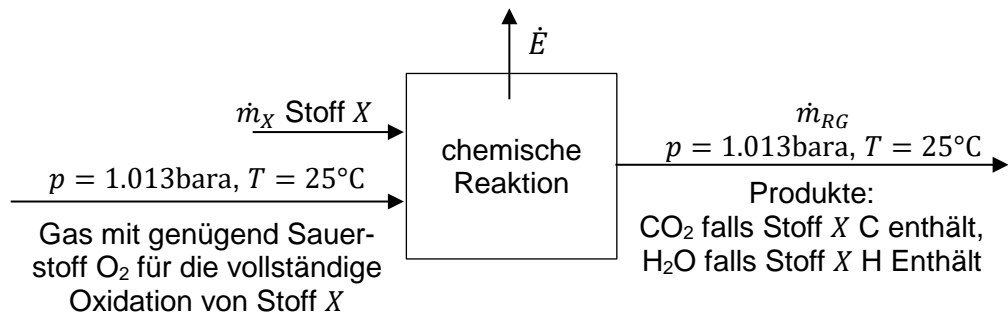 Ė
ṁ_X Stoff X
p = 1.013bara, T = 25°C
Gas mit genügend Sauer-
stoff O₂ für die vollständige
Oxidation von Stoff X
chemische
Reaktion
ṁ_RG
p = 1.013bara, T = 25°C
Produkte:
CO₂ falls Stoff X C enthält,
H₂O falls Stoff X H Enthält